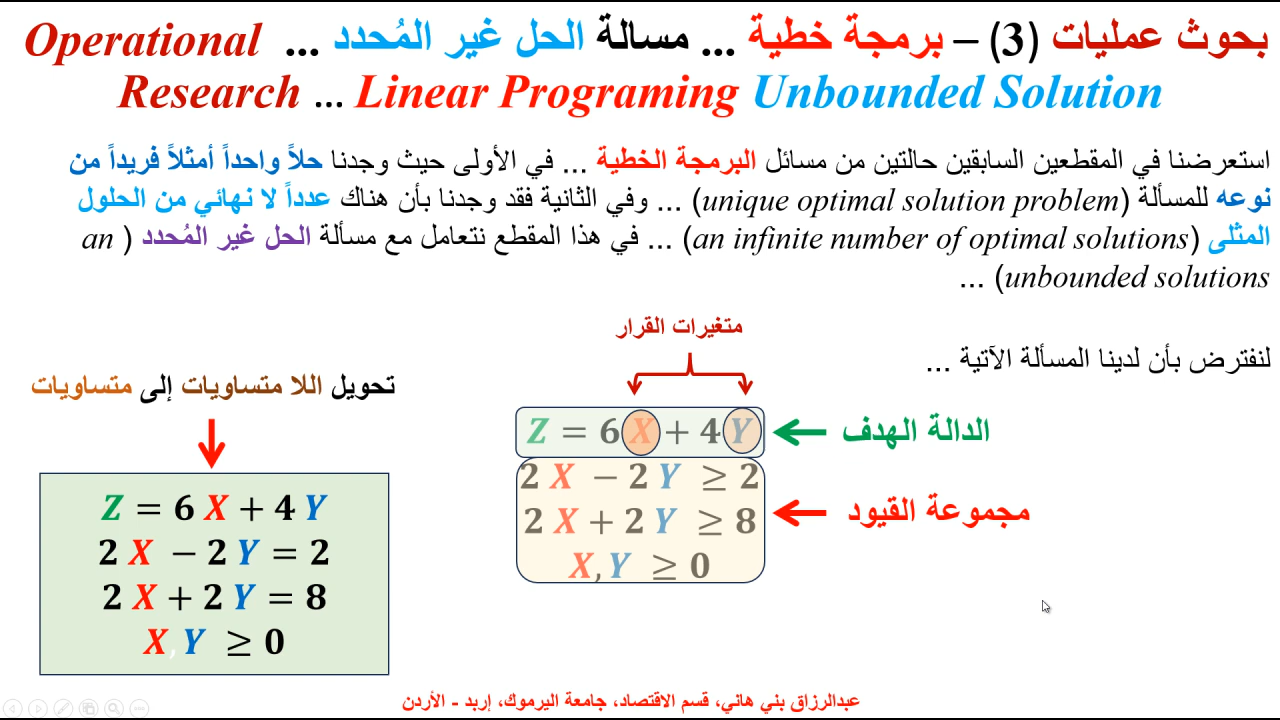 بحوث عمليات (3) – برمجة خطية ... مسالة الحل غير المُحدد ... Operational
Research ... Linear Programing Unbounded Solution
استعرضنا في المقطعين السابقين حالتين من مسائل البرمجة الخطية ... في الأولى حيث وجدنا حلاً واحداً أمثلاً فريداً من
نوعه للمسألة (unique optimal solution problem) ... وفي الثانية فقد وجدنا بأن هناك عدداً لا نهائي من الحلول
المثلى (an infinite number of optimal solutions) ... في هذا المقطع نتعامل مع مسألة الحل غير المُحدد ( an
unbounded solutions) ...
لنفترض بأن لدينا المسألة الآتية ...
متغيرات القرار
Z = 6 X + 4 Y
الدالة الهدف
2 X − 2 Y ≥ 2
2 X + 2 Y ≥ 8
X, Y ≥ 0
مجموعة القيود
تحويل اللا متساويات إلى متساويات
Z = 6 X + 4 Y
2 X − 2 Y = 2
2 X + 2 Y = 8
X, Y ≥ 0
عبدالرزاق بني هاني، قسم الاقتصاد، جامعة اليرموك، إربد - الأردن